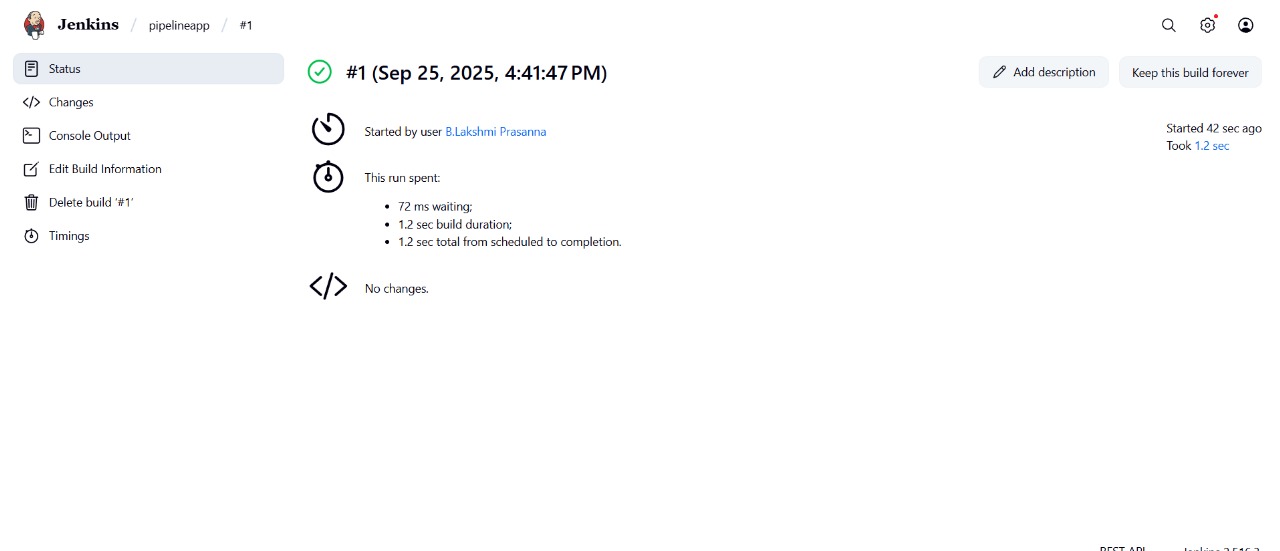 Jenkins / pipelineapp / #1
Status
Changes
Console Output
Edit Build Information
Delete build ‘#1’
Timings
#1 (Sep 25, 2025, 4:41:47 PM)
Add description
Keep this build forever
Started by user B.Lakshmi Prasanna
Started 42 sec ago
Took 1.2 sec
This run spent:
• 72 ms waiting;
• 1.2 sec build duration;
• 1.2 sec total from scheduled to completion.
No changes.
REST API
Jenkins